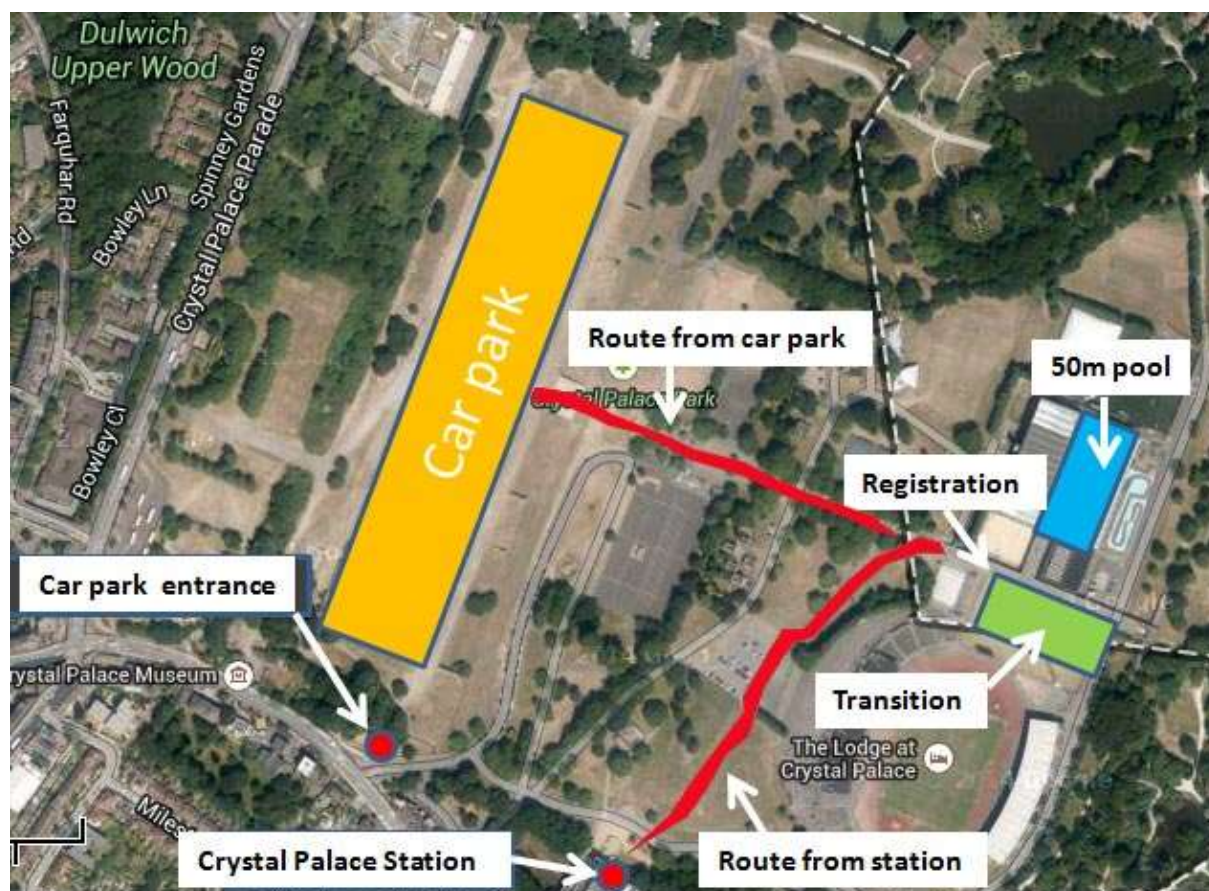 Dulwich
Upper Wood
Farquhar Rd
Spinney Gardens
Bowley Ln
Crystal Palace Parade
Rd
Car park
Route from car park
50m pool
Crystal Palace Park
Bowley Cl
Registration
Car park entrance
Crystal Palace Museum
Transition
The Lodge at
Crystal Palace
Crystal Palace Station
Route from station